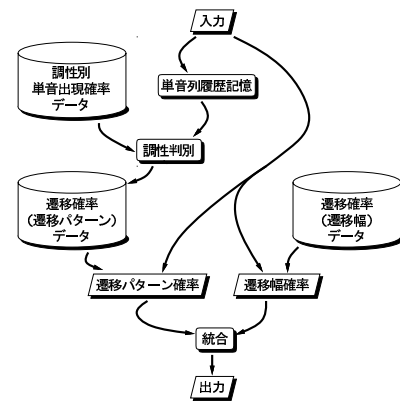 入力
調性別
単音出現確率
データ
単音列履歴記憶
調性判別
遷移確率
(遷移パターン)
データ
遷移確率
(遷移幅)
データ
遷移パターン確率
遷移幅確率
統合
出力